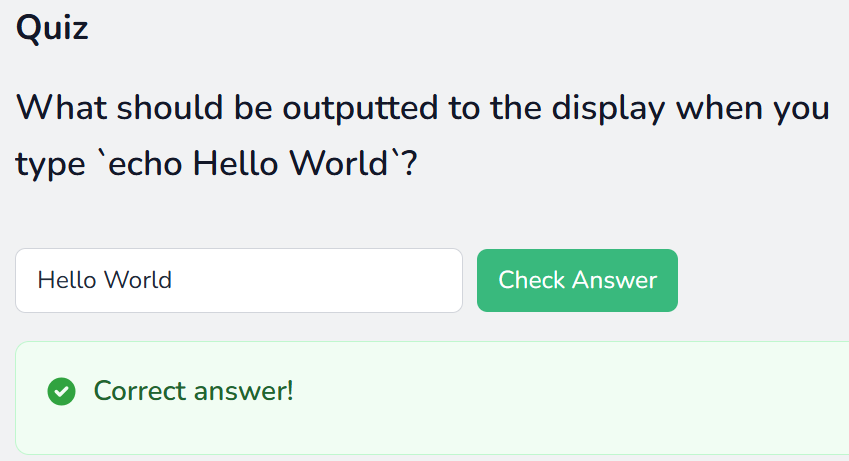 Quiz
What should be outputted to the display when you
type `echo Hello World`?
Hello World
Check Answer
Correct answer!